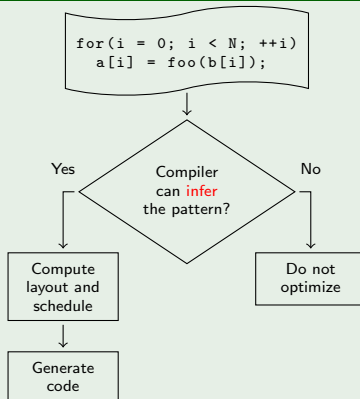 for(i = 0; i < N; ++i)
a[i] = foo(b[i]);
Yes
Compiler
can infer
the pattern?
No
Compute
layout and
schedule
Do not
optimize
Generate
code